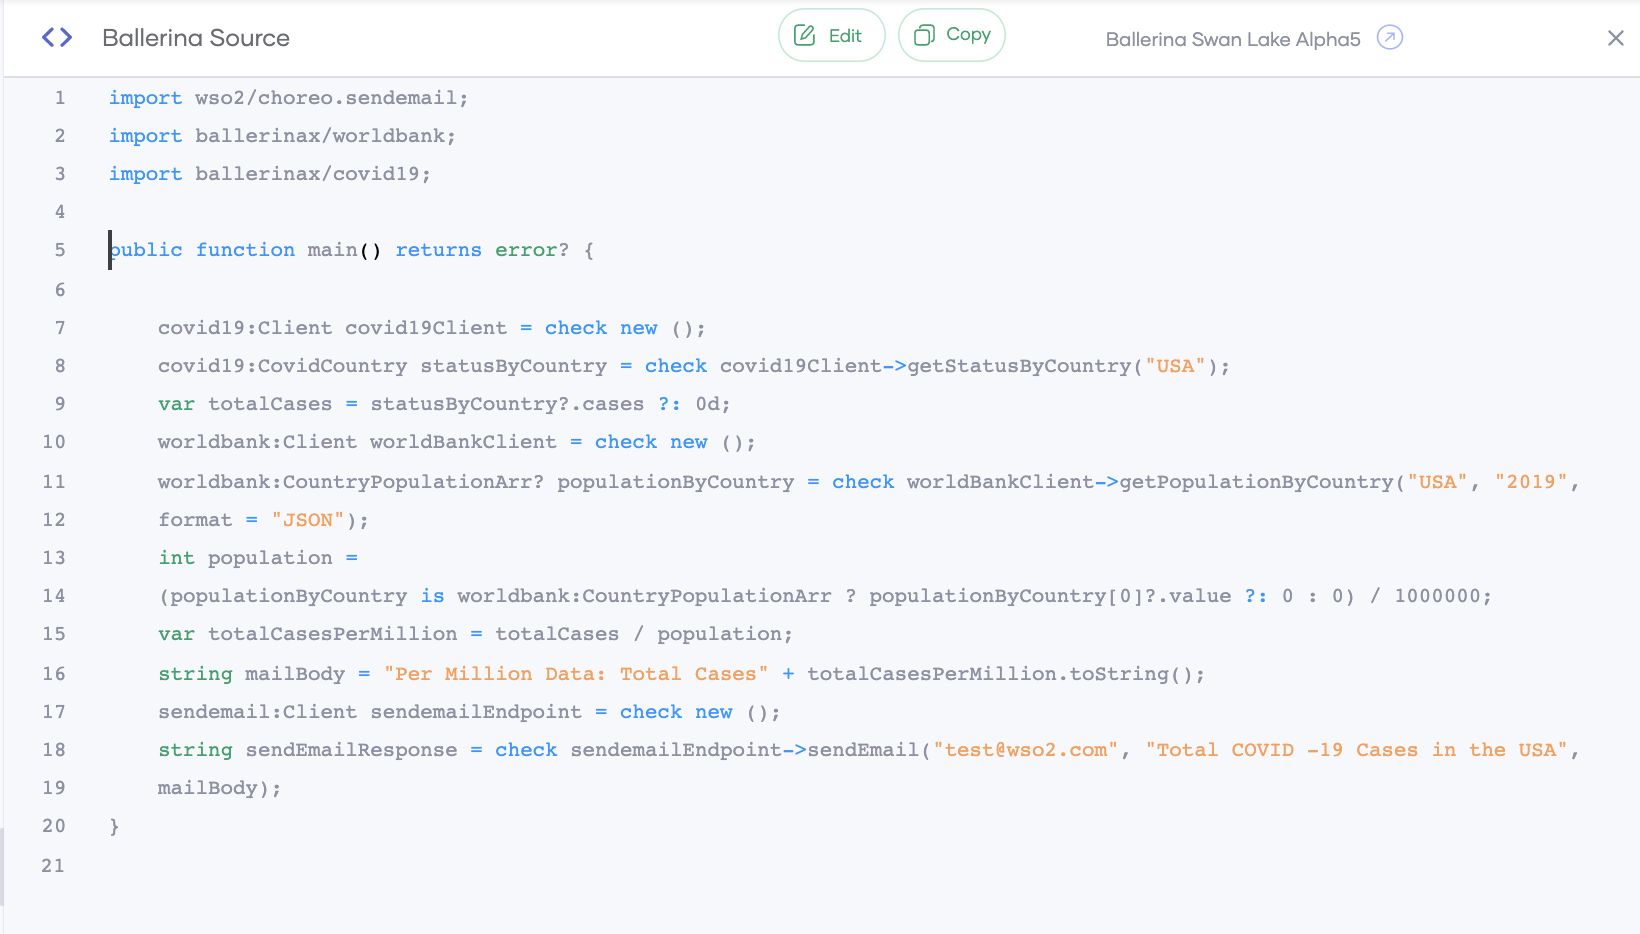 Ballerina Source
Edit
Copy
Ballerina Swan Lake Alpha5
1 import wso2/choreo.sendemail;
2 import ballerinax/worldbank;
3 import ballerinax/covid19;
4
5 public function main() returns error? {
6
7 covid19:Client covid19Client = check new ();
8 covid19:CovidCountry statusByCountry = check covid19Client->getStatusByCountry("USA");
9 var totalCases = statusByCountry?.cases ?: 0d;
10 worldbank:Client worldBankClient = check new ();
11 worldbank:CountryPopulationArr? populationByCountry = check worldBankClient->getPopulationByCountry("USA", "2019",
12 format = "JSON");
13 int population =
14 (populationByCountry is worldbank:CountryPopulationArr ? populationByCountry[0]?.value ?: 0 : 0) / 1000000;
15 var totalCasesPerMillion = totalCases / population;
16 string mailBody = "Per Million Data: Total Cases" + totalCasesPerMillion.toString();
17 sendemail:Client sendemailEndpoint = check new ();
18 string sendEmailResponse = check sendemailEndpoint->sendEmail("test@wso2.com", "Total COVID -19 Cases in the USA",
19 mailBody);
20 }
21